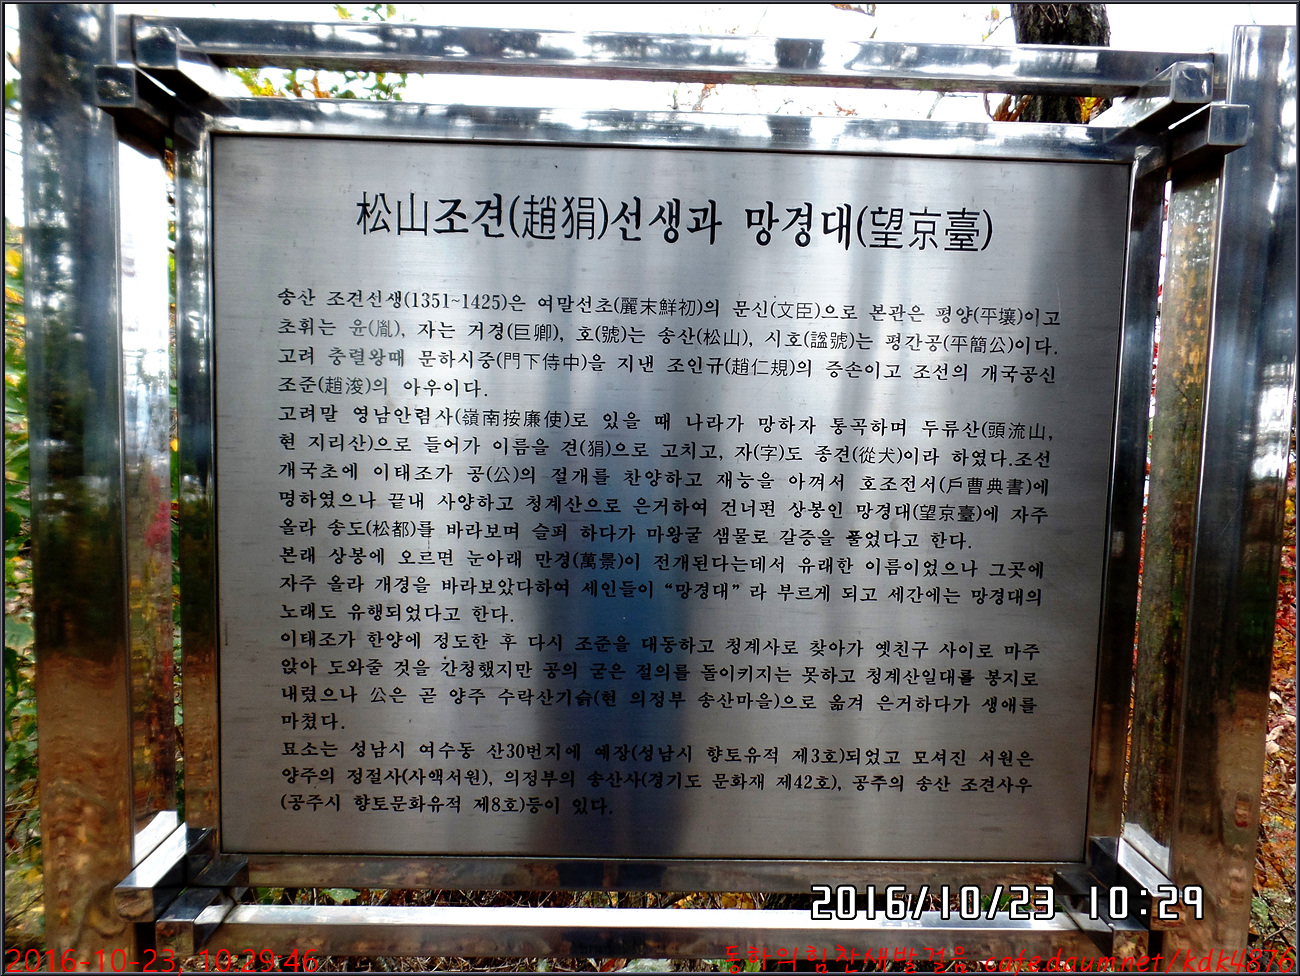 松山조견(趙狷)선생과 망경대(望京臺)
송산 조견선생(1351~1425)은 여말선초(麗末鮮初)의 문신(文臣)으로 본관은 평양(平壤)이고
초휘는 윤(胤), 자는 거경(巨卿), 호(號)는 송산(松山), 시호(諡號)는 평간공(平簡公)이다.
고려 충렬왕때 문하시중(門下侍中)을 지낸 조인규(趙仁規)의 증손이고 조선의 개국공신
조준(趙浚)의 아우이다.
고려말 영남안렴사(嶺南按廉使)로 있을 때 나라가 망하자 통곡하며 두류산(頭流山,
현 지리산)으로 들어가 이름을 견(狷)으로 고치고, 자(字)도 종견(從犬)이라 하였다.조선
개국초에 이태조가 공(公)의 절개를 찬양하고 재능을 아껴서 호조전서(戶曹典書)에
명하였으나 끝내 사양하고 청계산으로 은거하여 건너편 상봉인 망경대(望京臺)에 자주
올라 송도(松都)를 바라보며 슬퍼 하다가 마왕굴 샘물로 갈증을 풀었다고 한다.
본래 상봉에 오르면 눈아래 만경(萬景)이 전개된다는데서 유래한 이름이었으나 그곳에
자주 올라 개경을 바라보았다하여 세인들이 “망경대” 라 부르게 되고 세간에는 망경대의
노래도 유행되었다고 한다.
이태조가 한양에 정도한 후 다시 조준을 대동하고 청계사로 찾아가 옛친구 사이로 마주
앉아 도와줄 것을 간청했지만 공의 굳은 절의를 돌이키지는 못하고 청계산일대를 봉지로
내렸으나 公은 곧 양주 수락산기슭(현 의정부 송산마을)으로 옮겨 은거하다가 생애를
마쳤다.
묘소는 성남시 여수동 산30번지에 예장(성남시 향토유적 제3호)되었고 모셔진 서원은
양주의 정절사(사액서원), 의정부의 송산사(경기도 문화재 제42호), 공주의 송산 조견사우
(공주시 향토문화유적 제8호)등이 있다.
2016/10/23 10:29
2016-10-23, 10:29:46
동하의힘찬새발걸음 cafe.daum.net/kdk4876